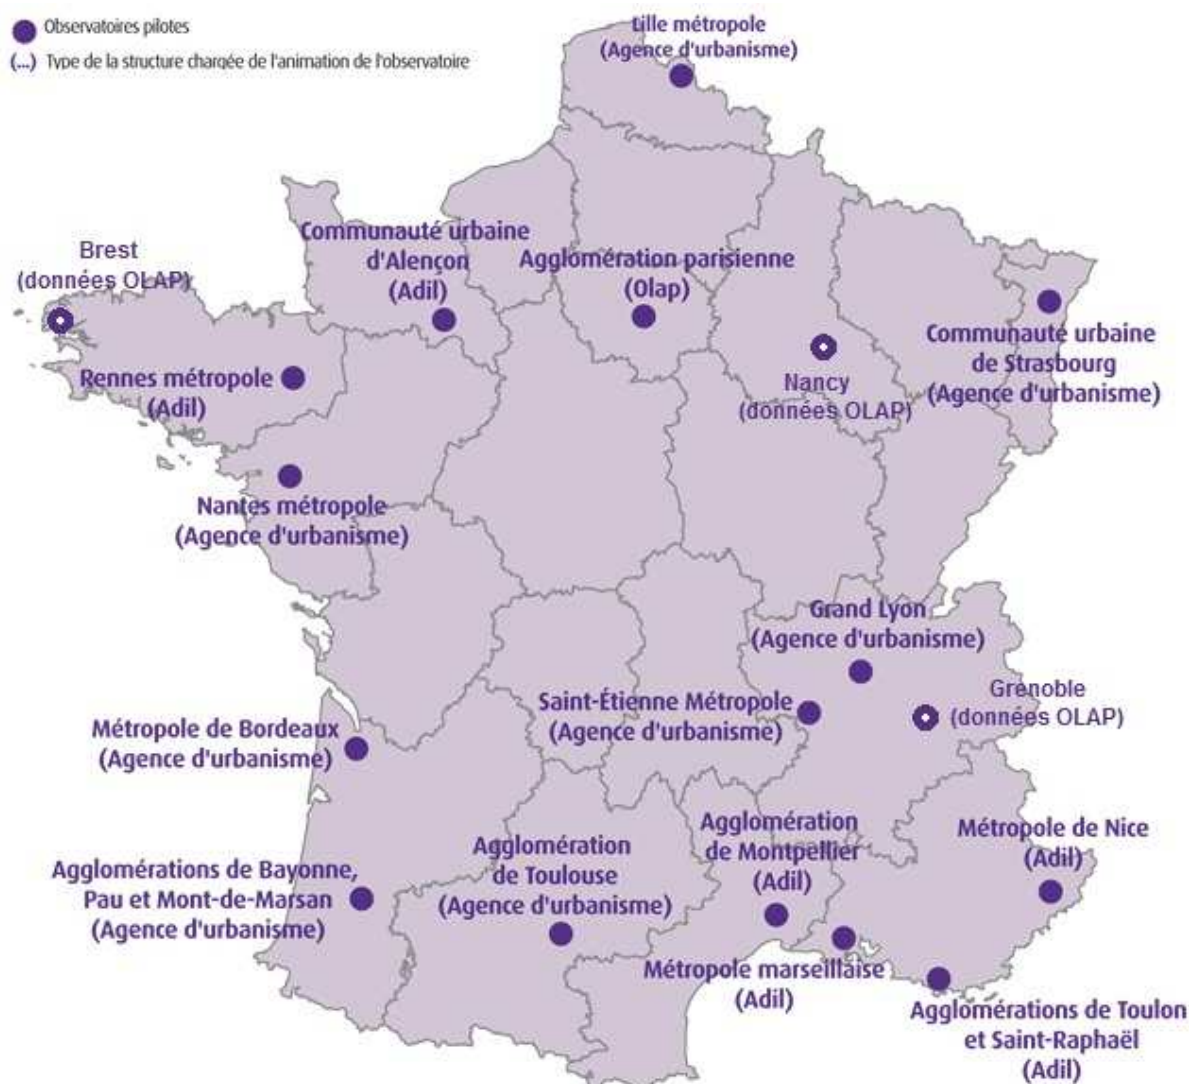 Observatoires pilotes
(...) Type de la structure chargée de l'animation de l'observatoire
Lille métropole
(Agence d'urbanisme)
Communauté urbaine
d'Alençon
(Adil)
Agglomération parisienne
(Olap)
Brest
(données OLAP)
Communauté urbaine
de Strasbourg
(Agence d'urbanisme)
Rennes métropole
(Adil)
Nancy
(données OLAP)
Nantes métropole
(Agence d'urbanisme)
Grand Lyon
(Agence d'urbanisme)
Saint-Étienne Métropole
(Agence d'urbanisme)
Grenoble
(données OLAP)
Métropole de Bordeaux
(Agence d'urbanisme)
Agglomération
de Montpellier
(Adil)
Métropole de Nice
(Adil)
Agglomération
de Toulouse
(Agence d'urbanisme)
Agglomérations de Bayonne,
Pau et Mont-de-Marsan
(Agence d'urbanisme)
Métropole marseillaise
(Adil)
Agglomérations de Toulon
et Saint-Raphaël
(Adil)